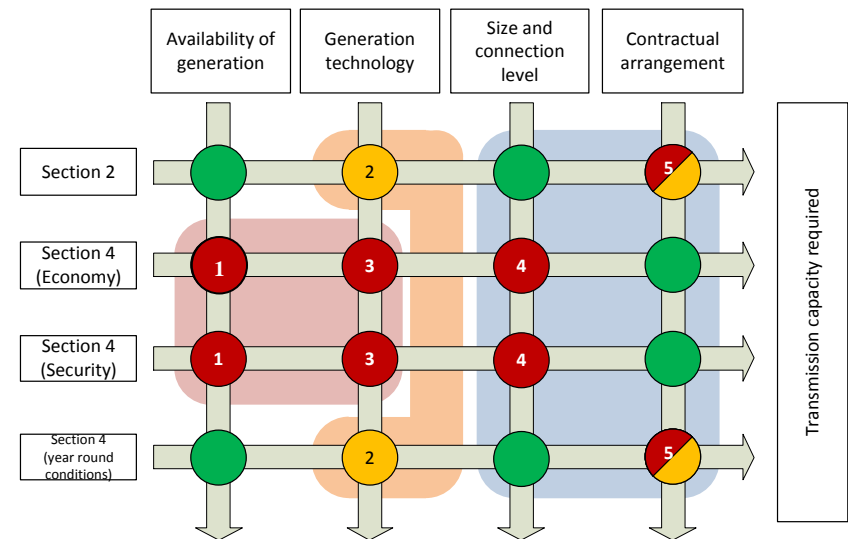 Availability of
generation
Generation
technology
Size and
connection
level
Contractual
arrangement
Section 2
2
5
Section 4
(Economy)
1
3
4
Section 4
(Security)
1
3
4
Section 4
(year round
conditions)
2
5
Transmission capacity required